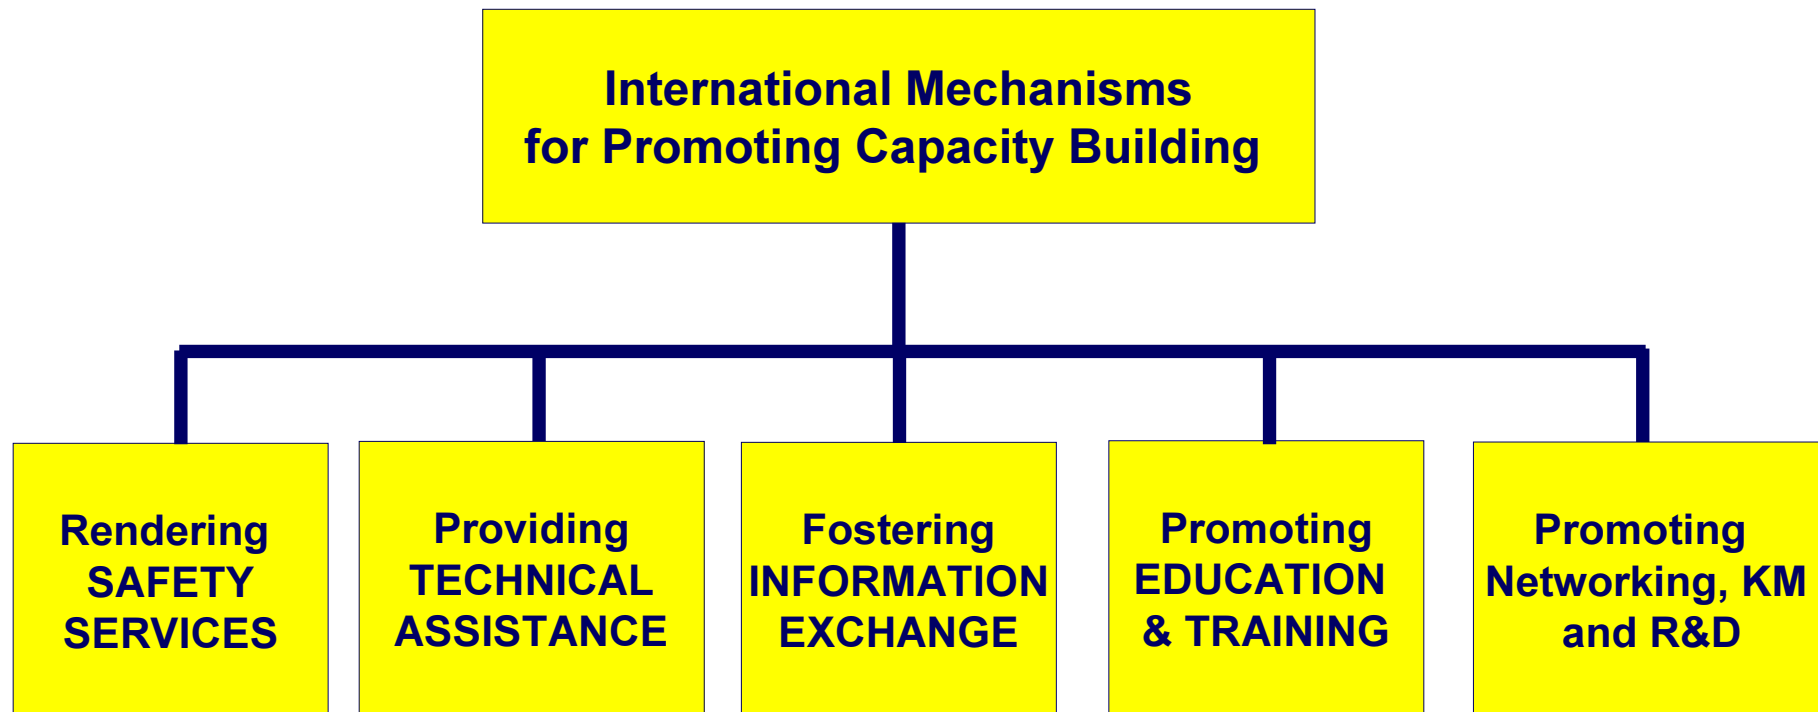 International Mechanisms
for Promoting Capacity Building
Rendering
SAFETY
SERVICES
Providing
TECHNICAL
ASSISTANCE
Fostering
INFORMATION
EXCHANGE
Promoting
EDUCATION
& TRAINING
Promoting
Networking, KM
and R&D